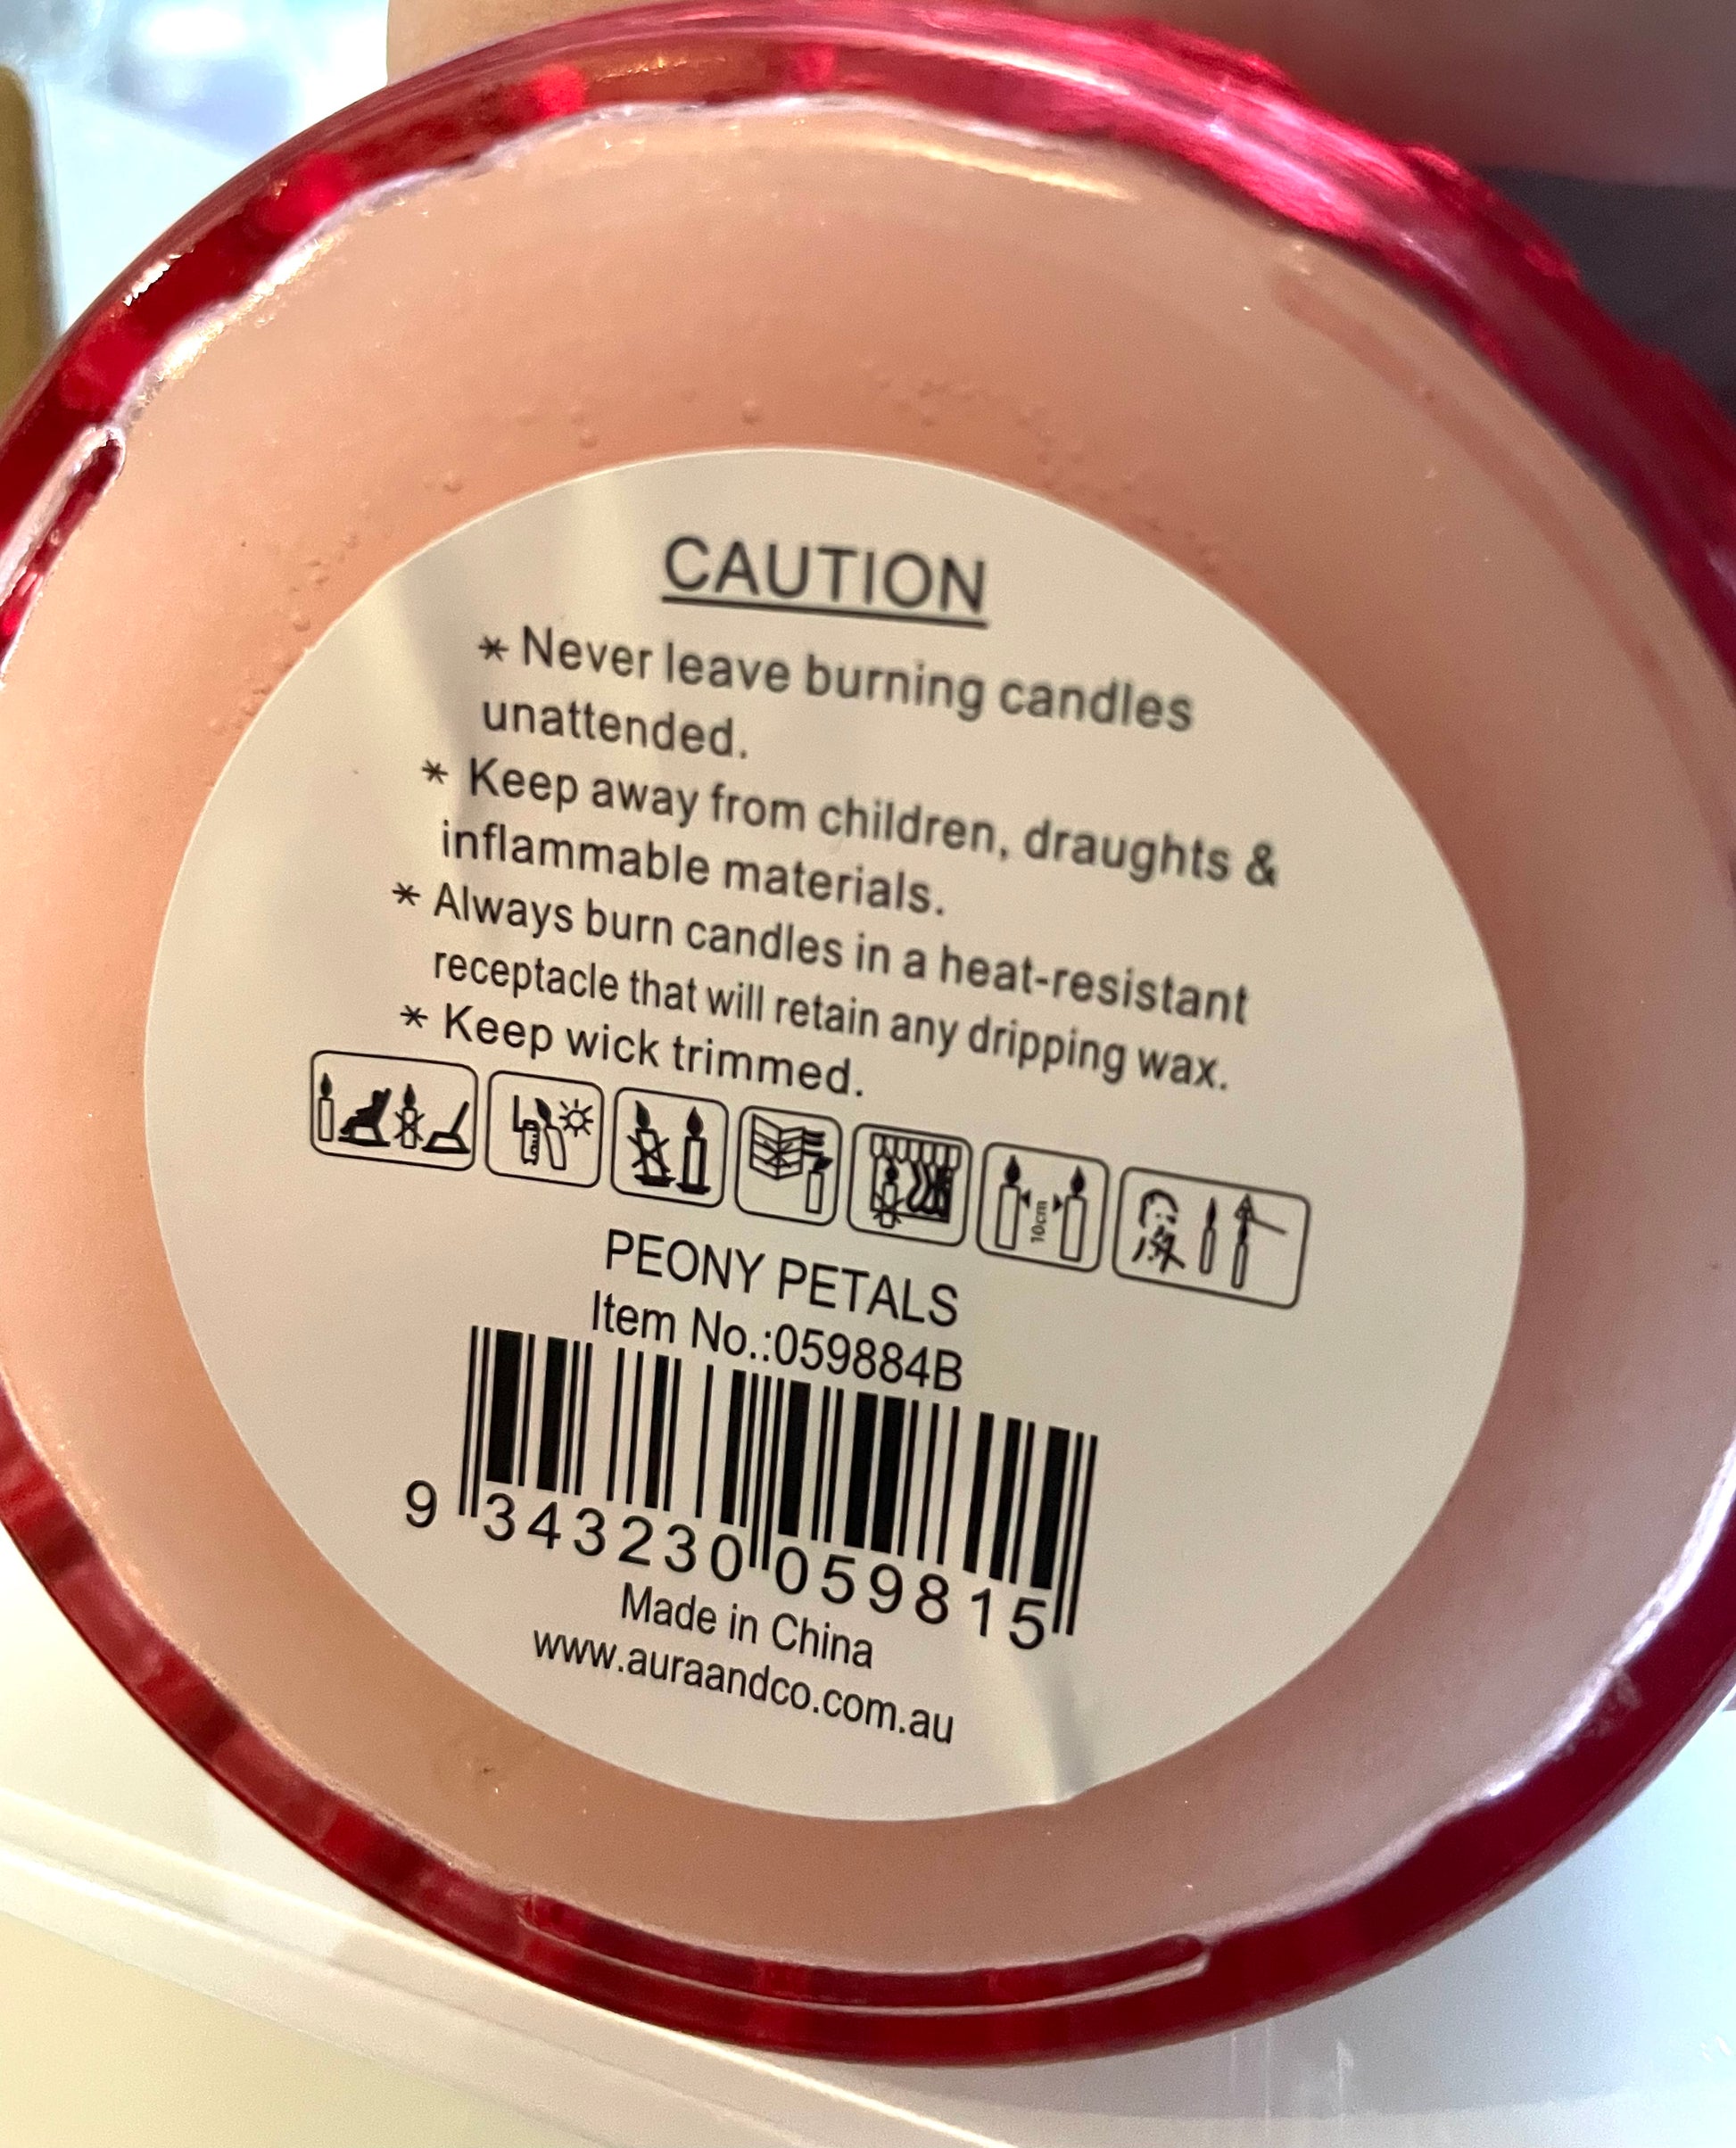 CAUTION
* Never leave burning candles
unattended.
* Keep away from children, draughts &
inflammable materials.
* Always burn candles in a heat-resistant
receptacle that will retain any dripping wax.
* Keep wick trimmed.
10cm
PEONY PETALS
Item No.:059884B
9 343230 059815
Made in China
www.auraandco.com.au